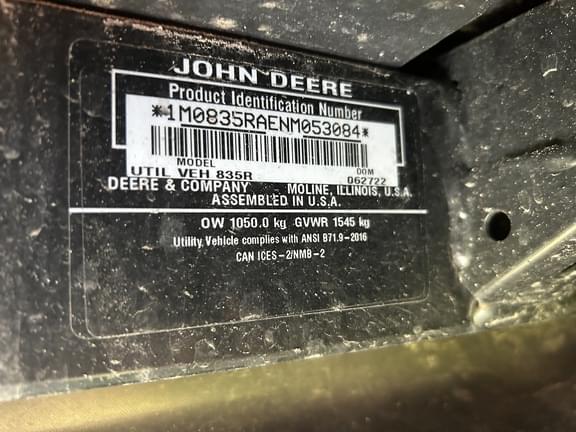 JOHN DEERE
Product Identification Number
*1M0835RAENM053084*
MODEL DOM
UTIL VEH 835R 062722
DEERE & COMPANY MOLINE, ILLINOIS, U.S.A.
ASSEMBLED IN U.S.A.
OW 1050.0 kg GVWR 1545 kg
Utility Vehicle complies with ANSI B71.9-2016
CAN ICES-2/NMB-2